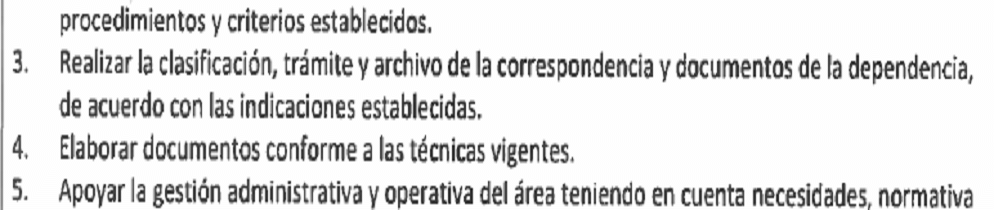 procedimientos y criterios establecidos.
3. Realizar la clasificación, trámite y archivo de la correspondencia y documentos de la dependencia,
de acuerdo con las indicaciones establecidas.
4. Elaborar documentos conforme a las técnicas vigentes.
5. Apoyar la gestión administrativa y operativa del área teniendo en cuenta necesidades, normativa